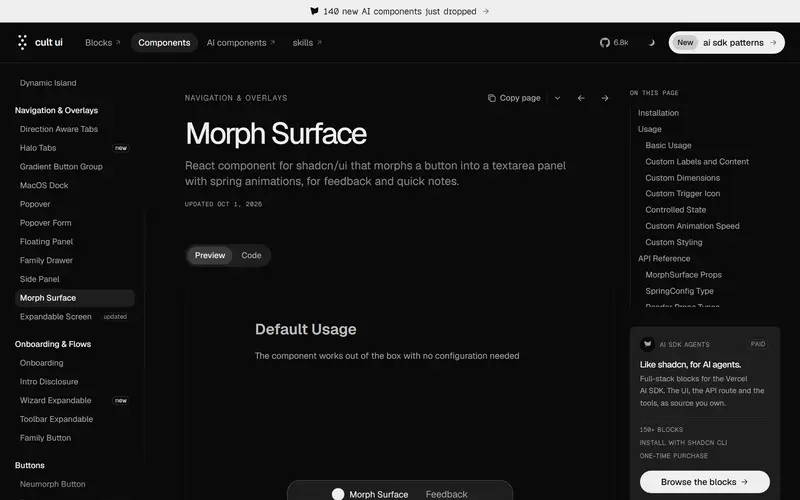 140 new AI components just dropped →
cult ui
Blocks ↗
Components
AI components ↗
skills ↗
6.8k
New ai sdk patterns →
Dynamic Island
Navigation & Overlays
Direction Aware Tabs
Halo Tabs new
Gradient Button Group
MacOS Dock
Popover
Popover Form
Floating Panel
Family Drawer
Side Panel
Morph Surface
Expandable Screen updated
Onboarding & Flows
Onboarding
Intro Disclosure
Wizard Expandable new
Toolbar Expandable
Family Button
Buttons
Neumorph Button
NAVIGATION & OVERLAYS
Copy page
← →
Morph Surface
React component for shadcn/ui that morphs a button into a textarea panel
with spring animations, for feedback and quick notes.
UPDATED OCT 1, 2026
Preview Code
Default Usage
The component works out of the box with no configuration needed
Morph Surface Feedback
ON THIS PAGE
Installation
Usage
Basic Usage
Custom Labels and Content
Custom Dimensions
Custom Trigger Icon
Controlled State
Custom Animation Speed
Custom Styling
API Reference
MorphSurface Props
SpringConfig Type
Render Props Types
AI SDK AGENTS PAID
Like shadcn, for AI agents.
Full-stack blocks for the Vercel
AI SDK. The UI, the API route and the
tools, as source you own.
150+ BLOCKS
INSTALL WITH SHADCN CLI
ONE-TIME PURCHASE
Browse the blocks →